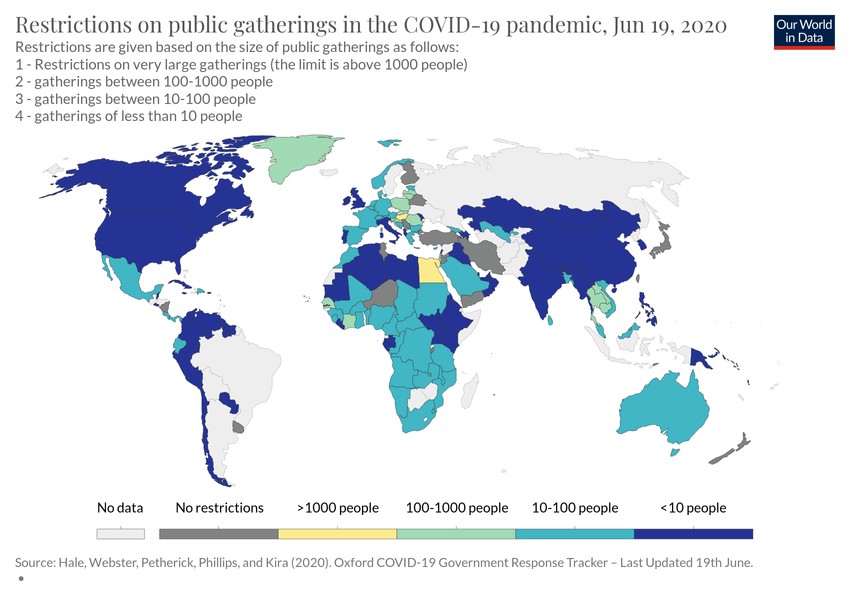 Restrictions on public gatherings in the COVID-19 pandemic, Jun 19, 2020
Our World
in Data
Restrictions are given based on the size of public gatherings as follows:
1 - Restrictions on very large gatherings (the limit is above 1000 people)
2 - gatherings between 100-1000 people
3 - gatherings between 10-100 people
4 - gatherings of less than 10 people
No data No restrictions >1000 people 100-1000 people 10-100 people <10 people
Source: Hale, Webster, Petherick, Phillips, and Kira (2020). Oxford COVID-19 Government Response Tracker – Last Updated 19th June.